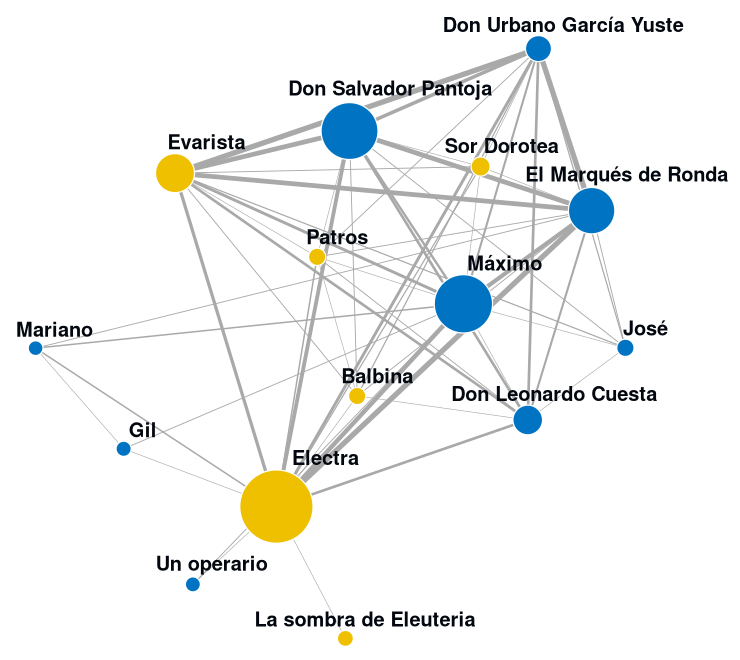 Don Urbano García Yuste
Don Salvador Pantoja
Evarista
Sor Dorotea
El Marqués de Ronda
Patros
Máximo
Mariano
José
Balbina
Don Leonardo Cuesta
Gil
Electra
Un operario
La sombra de Eleuteria